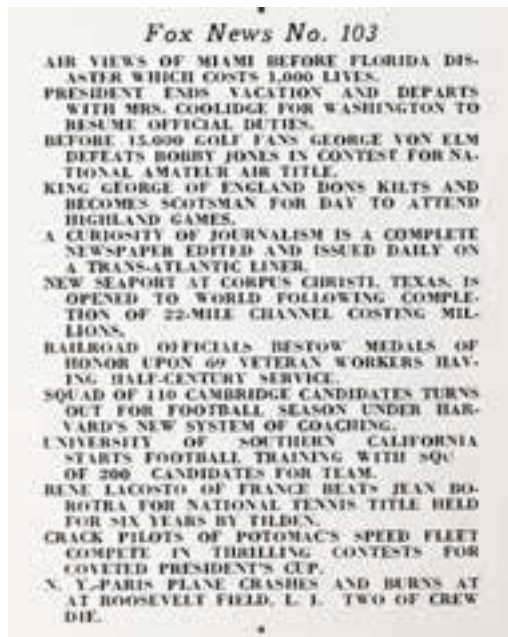 Fox News No. 103
AIR VIEWS OF MIAMI BEFORE FLORIDA DIS-
ASTER WHICH COSTS 1,000 LIVES.
PRESIDENT ENDS VACATION AND DEPARTS
WITH MRS. COOLIDGE FOR WASHINGTON TO
RESUME OFFICIAL DUTIES.
BEFORE 15,000 GOLF FANS GEORGE VON ELM
DEFEATS BOBBY JONES IN CONTEST FOR NA-
TIONAL AMATEUR AIR TITLE.
KING GEORGE OF ENGLAND DONS KILTS AND
BECOMES SCOTSMAN FOR DAY TO ATTEND
HIGHLAND GAMES.
A CURIOSITY OF JOURNALISM IS A COMPLETE
NEWSPAPER EDITED AND ISSUED DAILY ON
A TRANS-ATLANTIC LINER.
NEW SEAPORT AT CORPUS CHRISTI, TEXAS, IS
OPENED TO WORLD FOLLOWING COMPLE-
TION OF 22-MILE CHANNEL COSTING MIL-
LIONS.
RAILROAD OFFICIALS BESTOW MEDALS OF
HONOR UPON 69 VETERAN WORKERS HAV-
ING HALF-CENTURY SERVICE.
SQUAD OF 110 CAMBRIDGE CANDIDATES TURNS
OUT FOR FOOTBALL SEASON UNDER HAR-
VARD'S NEW SYSTEM OF COACHING.
UNIVERSITY OF SOUTHERN CALIFORNIA
STARTS FOOTBALL TRAINING WITH SQU
OF 200 CANDIDATES FOR TEAM.
RENE LACOSTO OF FRANCE BEATS JEAN BO-
ROTRA FOR NATIONAL TENNIS TITLE HELD
FOR SIX YEARS BY TILDEN.
CRACK PILOTS OF POTOMAC'S SPEED FLEET
COMPETE IN THRILLING CONTESTS FOR
COVETED PRESIDENT'S CUP.
N. Y.-PARIS PLANE CRASHES AND BURNS AT
AT ROOSEVELT FIELD, L. I. TWO OF CREW
DIE.